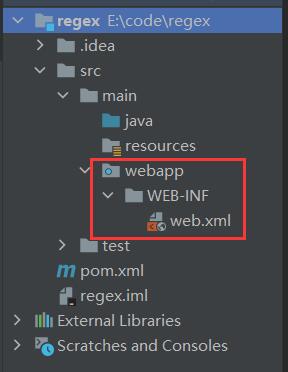 regex E:\code\regex
.idea
src
main
java
resources
webapp
WEB-INF
web.xml
test
pom.xml
regex.iml
External Libraries
Scratches and Consoles